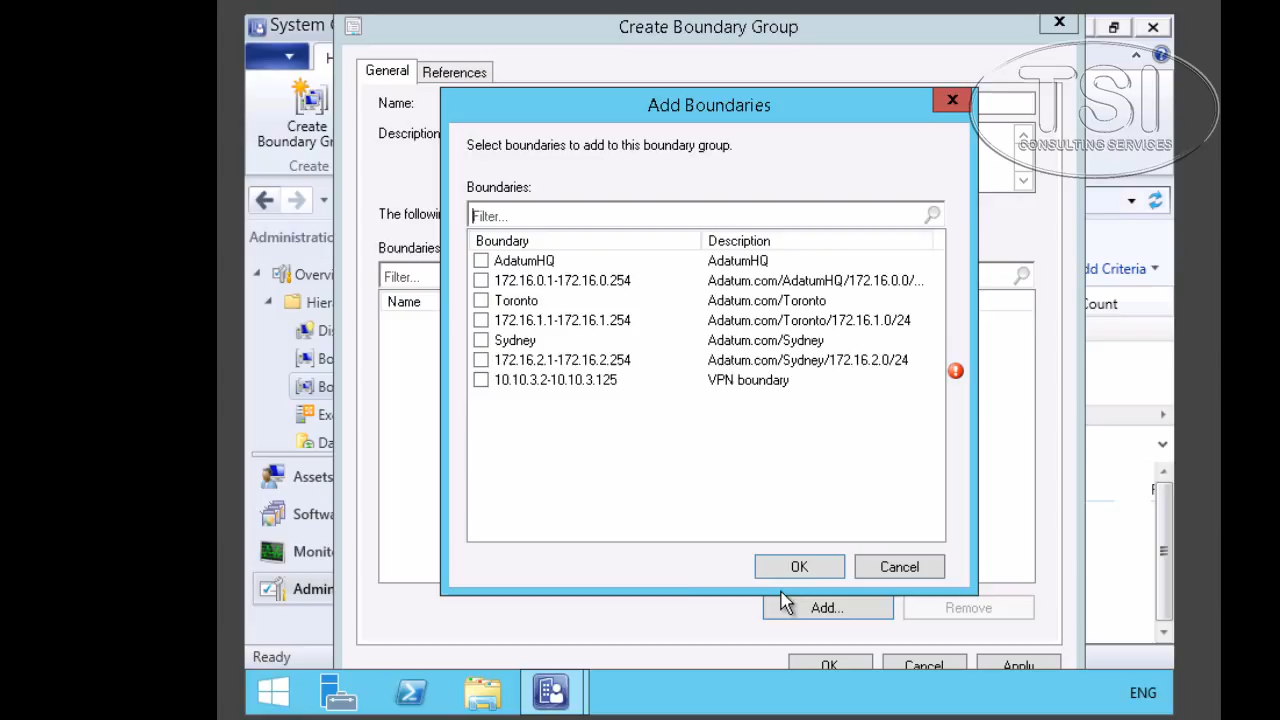 System C
Create Boundary Group
General
References
Create
Boundary Gr
Create
Name:
Description
Add Boundaries
Select boundaries to add to this boundary group.
Boundaries:
Filter...
Boundary Description
AdatumHQ AdatumHQ
172.16.0.1-172.16.0.254 Adatum.com/AdatumHQ/172.16.0.0/...
Toronto Adatum.com/Toronto
172.16.1.1-172.16.1.254 Adatum.com/Toronto/172.16.1.0/24
Sydney Adatum.com/Sydney
172.16.2.1-172.16.2.254 Adatum.com/Sydney/172.16.2.0/24
10.10.3.2-10.10.3.125 VPN boundary
OK Cancel
TSI
CONSULTING SERVICES
The followi
Boundaries
Filter...
Name
Administratic
Overvi
Hiera
Dis
Bo
Bo
Ex
Da
Assets
Softwa
Monito
Admin
dd Criteria
Count
Add... Remove
OK Cancel Apply
Ready
ENG